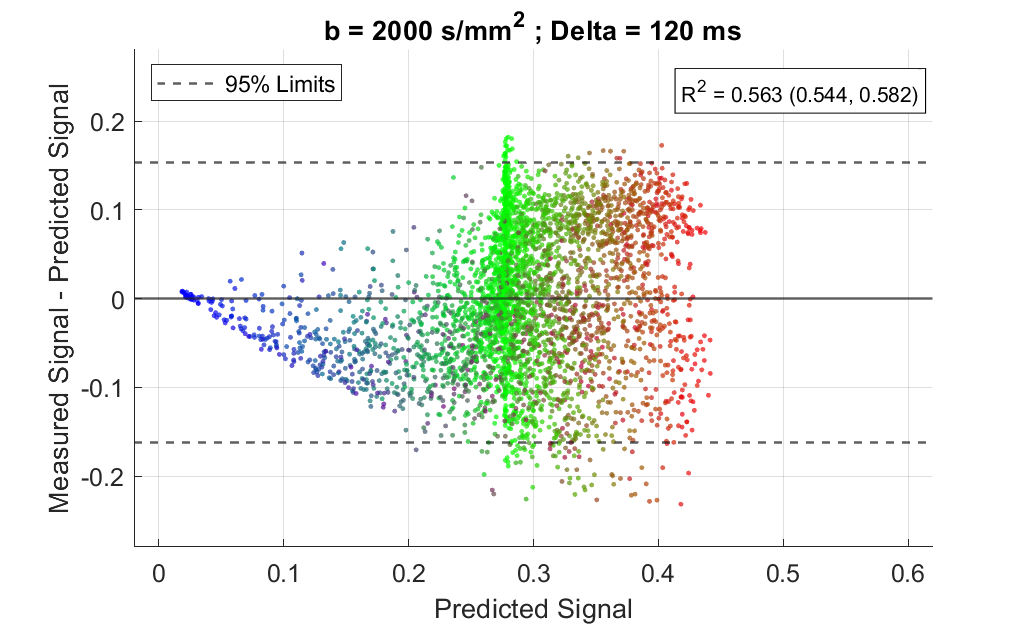 b = 2000 s/mm² ; Delta = 120 ms
95% Limits
R² = 0.563 (0.544, 0.582)
Measured Signal - Predicted Signal
0.2
0.1
0
-0.1
-0.2
0 0.1 0.2 0.3 0.4 0.5 0.6
Predicted Signal